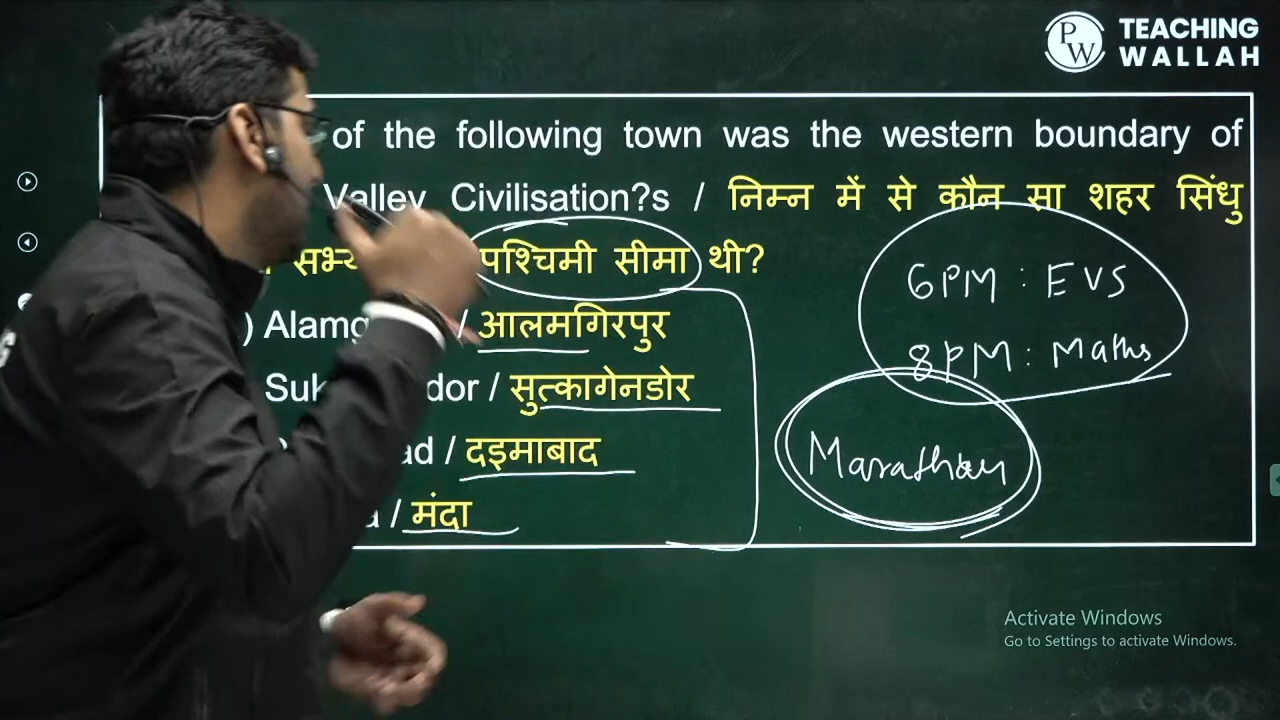 TEACHING
WALLAH
of the following town was the western boundary of
Valley Civilisation?s / निम्न में से कौन सा शहर सिंधु
पश्चिमी सीमा थी?
6PM : EVS
) Alamg / आलमगिरपुर
8PM : Maths
Suk dor / सुत्कागेनडोर
Marathon
ad / दइमाबाद
a / मंदा
Activate Windows
Go to Settings to activate Windows.